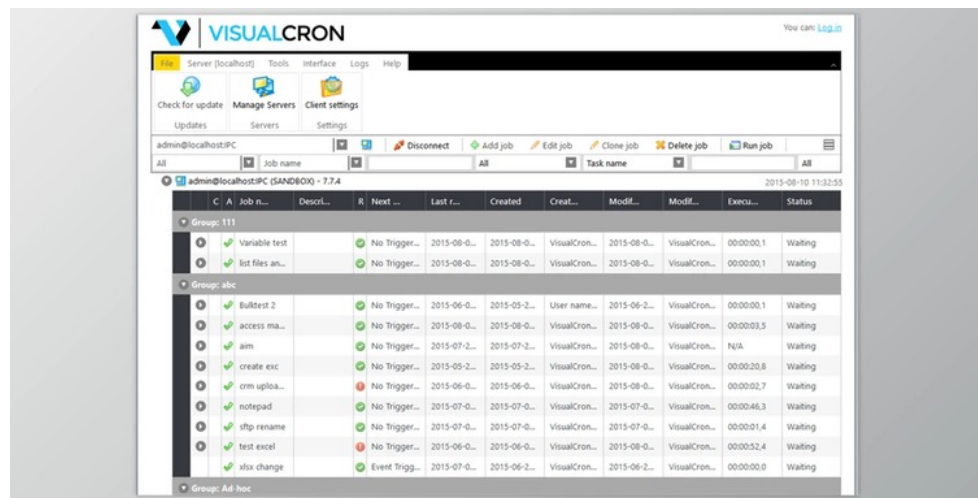 VISUALCRON
You can: Log in
File Server (localhost) Tools Interface Logs Help
Check for update Manage Servers Client settings
Updates Servers Settings
admin@localhost:IPC Disconnect Add job Edit job Clone job Delete job Run job
All Job name All Task name All
admin@localhost:IPC (SANDBOX) - 7.7.4 2015-08-10 11:32:55
C A Job n... Descri... R Next ... Last r... Created Creat... Modif... Modif... Execu... Status
Group: 111
Variable test No Trigger... 2015-08-0... 2015-08-0... VisualCron... 2015-08-0... VisualCron... 00:00:00,1 Waiting
list files an... No Trigger... 2015-08-0... 2015-08-0... VisualCron... 2015-08-0... VisualCron... 00:00:00,1 Waiting
Group: abc
Bulktest 2 No Trigger... 2015-06-0... 2015-05-2... User name... 2015-06-2... VisualCron... 00:00:00,1 Waiting
access ma... No Trigger... 2015-08-0... 2015-08-0... VisualCron... 2015-08-0... VisualCron... 00:00:03,5 Waiting
aim No Trigger... 2015-07-2... 2015-07-2... VisualCron... 2015-08-0... VisualCron... N/A Waiting
create exc No Trigger... 2015-05-2... 2015-05-2... VisualCron... 2015-08-0... VisualCron... 00:00:20,8 Waiting
crm uploa... No Trigger... 2015-06-0... 2015-06-0... VisualCron... 2015-08-0... VisualCron... 00:00:02,7 Waiting
notepad No Trigger... 2015-07-0... 2015-07-0... VisualCron... 2015-07-0... VisualCron... 00:00:46,3 Waiting
sftp rename No Trigger... 2015-07-0... 2015-07-0... VisualCron... 2015-07-0... VisualCron... 00:00:01,4 Waiting
test excel No Trigger... 2015-06-0... 2015-06-0... VisualCron... 2015-08-0... VisualCron... 00:00:52,4 Waiting
xlsx change Event Trigg... 2015-07-0... 2015-06-2... VisualCron... 2015-06-2... VisualCron... 00:00:00,0 Waiting
Group: Ad-hoc